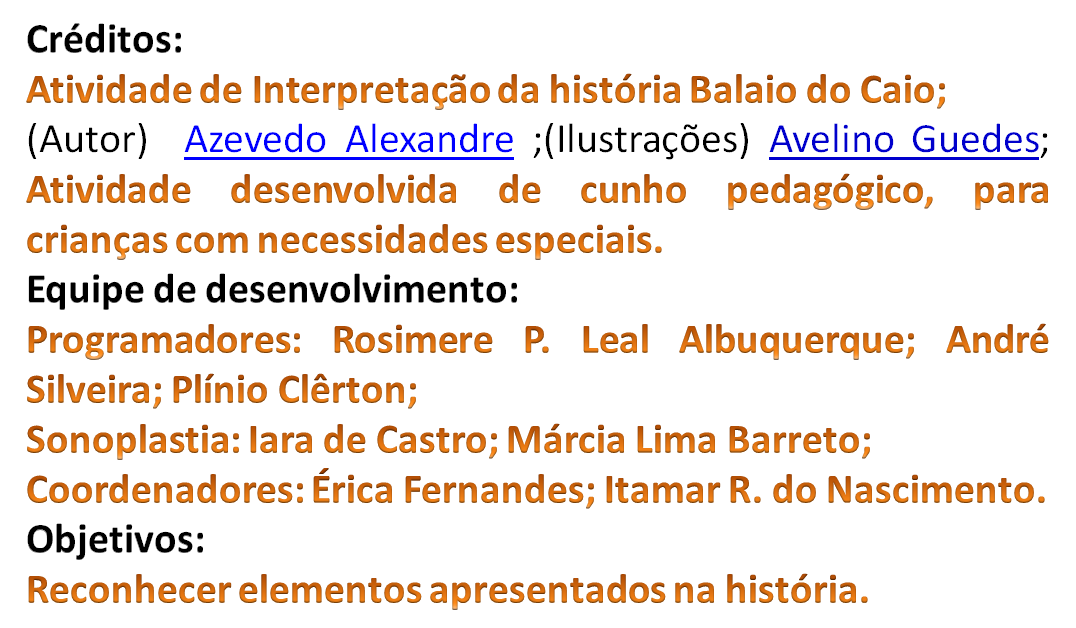 Créditos:
Atividade de Interpretação da história Balaio do Caio;
(Autor) Azevedo Alexandre ;(Ilustrações) Avelino Guedes;
Atividade desenvolvida de cunho pedagógico, para
crianças com necessidades especiais.
Equipe de desenvolvimento:
Programadores: Rosimere P. Leal Albuquerque; André
Silveira; Plínio Clêrton;
Sonoplastia: Iara de Castro; Márcia Lima Barreto;
Coordenadores: Érica Fernandes; Itamar R. do Nascimento.
Objetivos:
Reconhecer elementos apresentados na história.